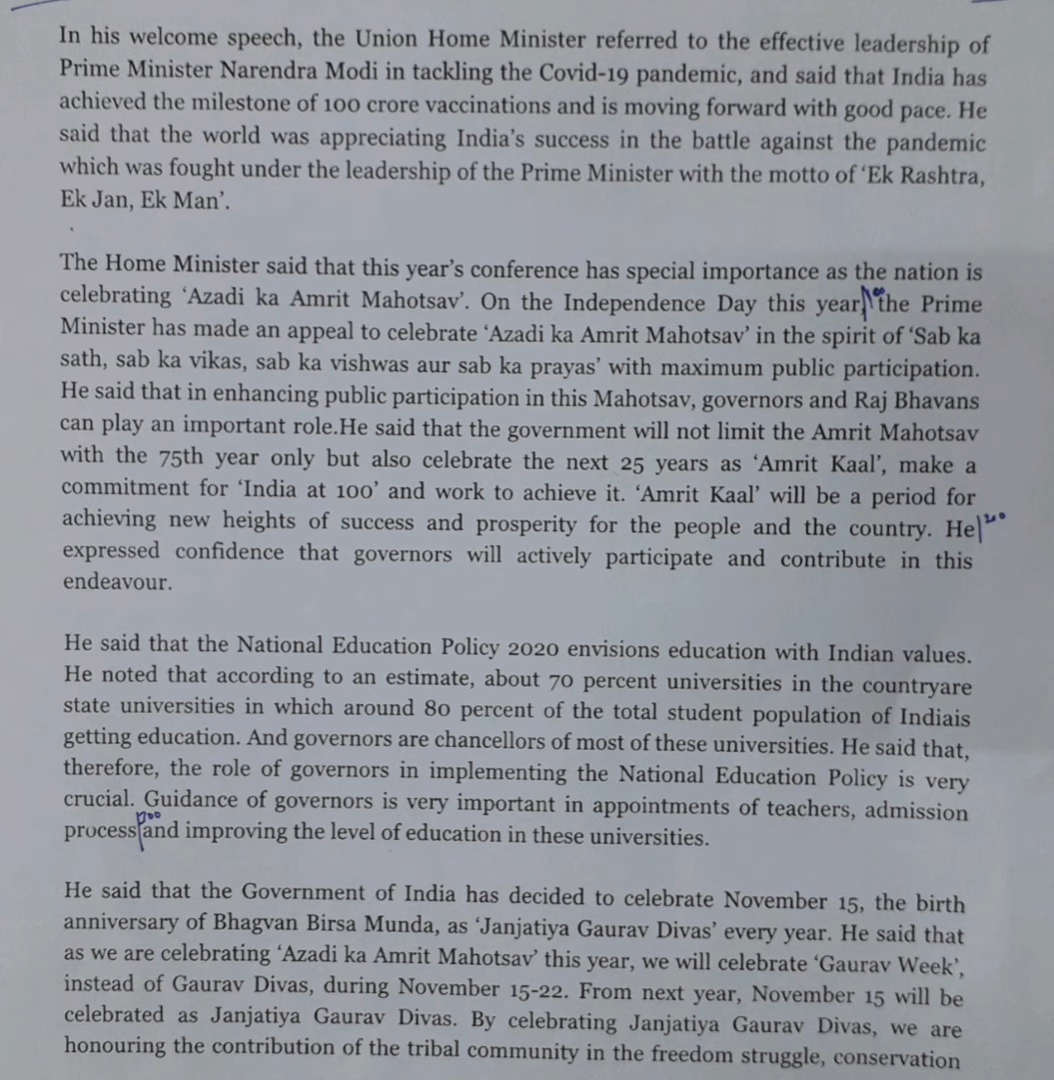 In his welcome speech, the Union Home Minister referred to the effective leadership of
Prime Minister Narendra Modi in tackling the Covid-19 pandemic, and said that India has
achieved the milestone of 100 crore vaccinations and is moving forward with good pace. He
said that the world was appreciating India's success in the battle against the pandemic
which was fought under the leadership of the Prime Minister with the motto of 'Ek Rashtra,
Ek Jan, Ek Man'.
The Home Minister said that this year's conference has special importance as the nation is
celebrating 'Azadi ka Amrit Mahotsav'. On the Independence Day this year, the Prime
Minister has made an appeal to celebrate 'Azadi ka Amrit Mahotsav' in the spirit of 'Sab ka
sath, sab ka vikas, sab ka vishwas aur sab ka prayas' with maximum public participation.
He said that in enhancing public participation in this Mahotsav, governors and Raj Bhavans
can play an important role.He said that the government will not limit the Amrit Mahotsav
with the 75th year only but also celebrate the next 25 years as 'Amrit Kaal', make a
commitment for 'India at 100' and work to achieve it. 'Amrit Kaal' will be a period for
achieving new heights of success and prosperity for the people and the country. He
expressed confidence that governors will actively participate and contribute in this
endeavour.
He said that the National Education Policy 2020 envisions education with Indian values.
He noted that according to an estimate, about 70 percent universities in the countryare
state universities in which around 80 percent of the total student population of Indiais
getting education. And governors are chancellors of most of these universities. He said that,
therefore, the role of governors in implementing the National Education Policy is very
crucial. Guidance of governors is very important in appointments of teachers, admission
process and improving the level of education in these universities.
He said that the Government of India has decided to celebrate November 15, the birth
anniversary of Bhagvan Birsa Munda, as 'Janjatiya Gaurav Divas' every year. He said that
as we are celebrating 'Azadi ka Amrit Mahotsav' this year, we will celebrate 'Gaurav Week',
instead of Gaurav Divas, during November 15-22. From next year, November 15 will be
celebrated as Janjatiya Gaurav Divas. By celebrating Janjatiya Gaurav Divas, we are
honouring the contribution of the tribal community in the freedom struggle, conservation